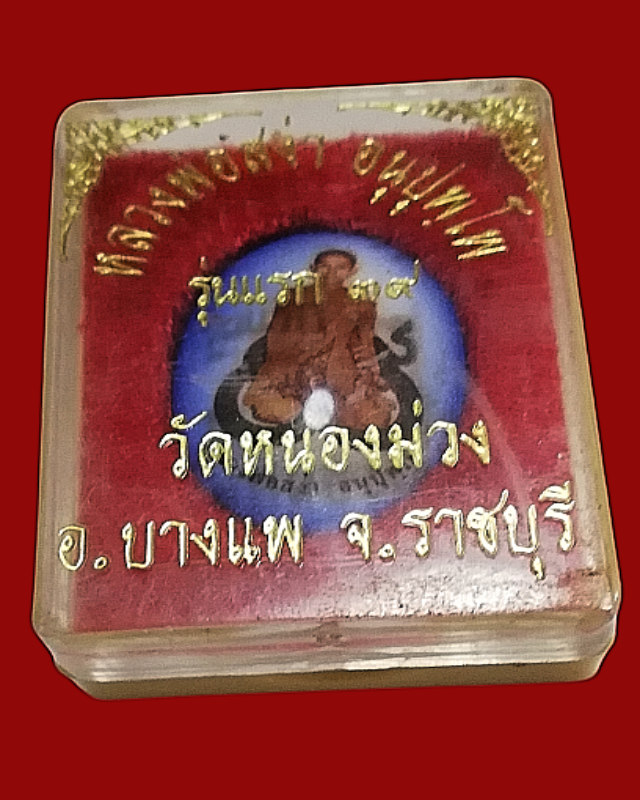 หลวงพ่อสง่า อนุปุพฺโพ
รุ่นแรก ๓๙
วัดหนองม่วง
อ.บางแพ จ.ราชบุรี